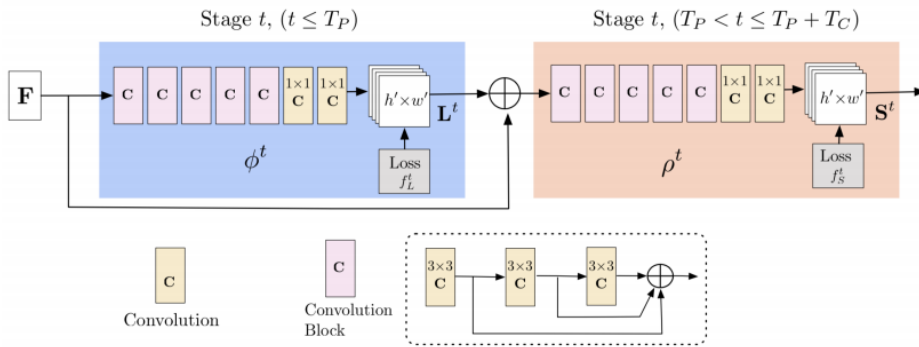 Stage t, (t ≤ T_P)
Stage t, (T_P < t ≤ T_P + T_C)
F
C C C C C 1×1 C 1×1 C
h′×w′
L^t
φ^t
Loss
f_L^t
C C C C C 1×1 C 1×1 C
h′×w′
S^t
ρ^t
Loss
f_S^t
C
Convolution
C
Convolution
Block
3×3 3×3 3×3
C C C